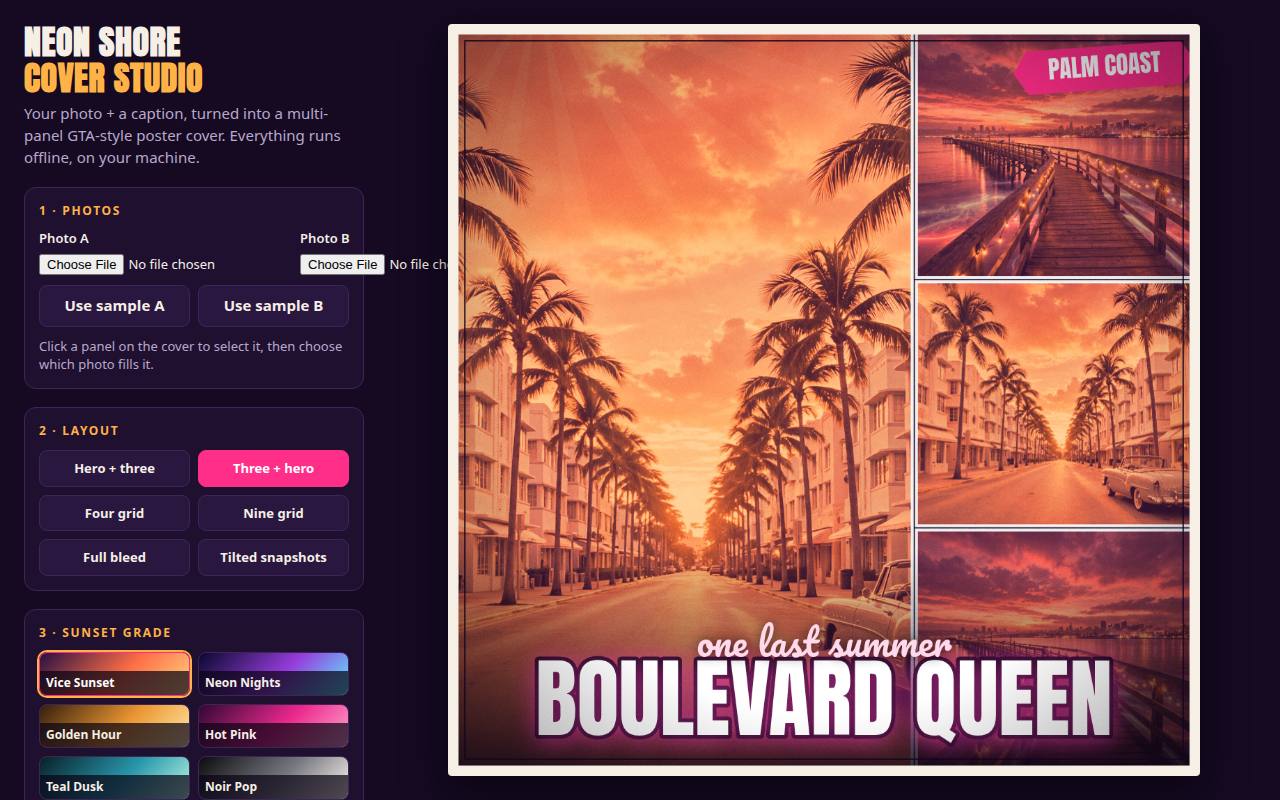 NEON SHORE
COVER STUDIO
Your photo + a caption, turned into a multi-
panel GTA-style poster cover. Everything runs
offline, on your machine.
1 · PHOTOS
Photo A
Photo B
Choose File No file chosen
Choose File No file ch
Use sample A
Use sample B
Click a panel on the cover to select it, then choose
which photo fills it.
2 · LAYOUT
Hero + three
Three + hero
Four grid
Nine grid
Full bleed
Tilted snapshots
3 · SUNSET GRADE
Vice Sunset
Neon Nights
Golden Hour
Hot Pink
Teal Dusk
Noir Pop
PALM COAST
one last summer
BOULEVARD QUEEN